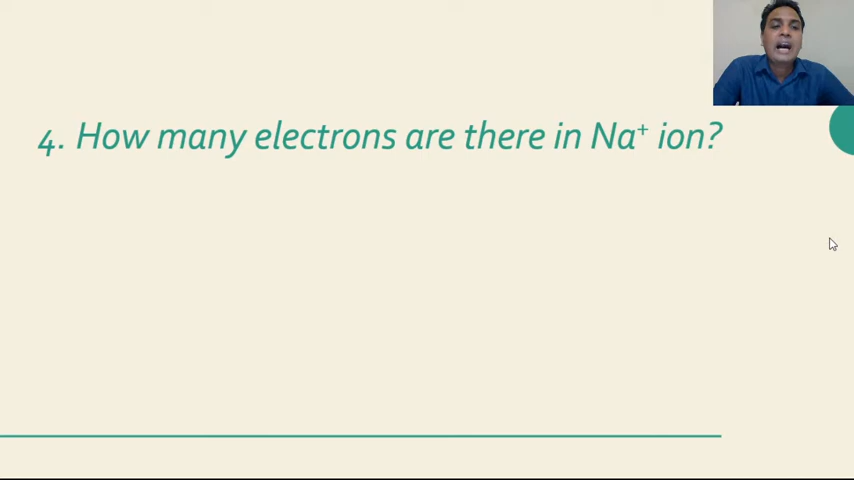 4. How many electrons are there in Na⁺ ion?